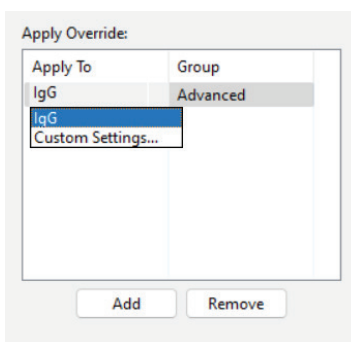 Apply Override:
Apply To Group
IgG Advanced
IgG
Custom Settings...
Add Remove